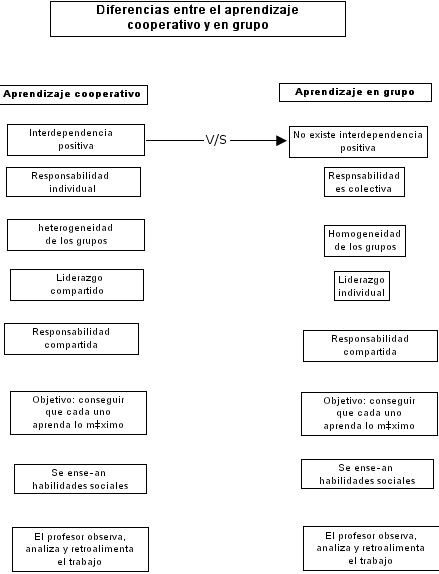 Diferencias entre el aprendizaje
cooperativo y en grupo
Aprendizaje cooperativo
Aprendizaje en grupo
Interdependencia
positiva
V/S
No existe interdependencia
positiva
Responsabilidad
individual
Respnsabilidad
es colectiva
heterogeneidad
de los grupos
Homogeneidad
de los grupos
Liderazgo
compartido
Liderzgo
individual
Responsabilidad
compartida
Responsabilidad
compartida
Objetivo: conseguir
que cada uno
aprenda lo m‡ximo
Objetivo: conseguir
que cada uno
aprenda lo m‡ximo
Se ense-an
habilidades sociales
Se ense-an
habilidades sociales
El profesor observa,
analiza y retroalimenta
el trabajo
El profesor observa,
analiza y retroalimenta
el trabajo